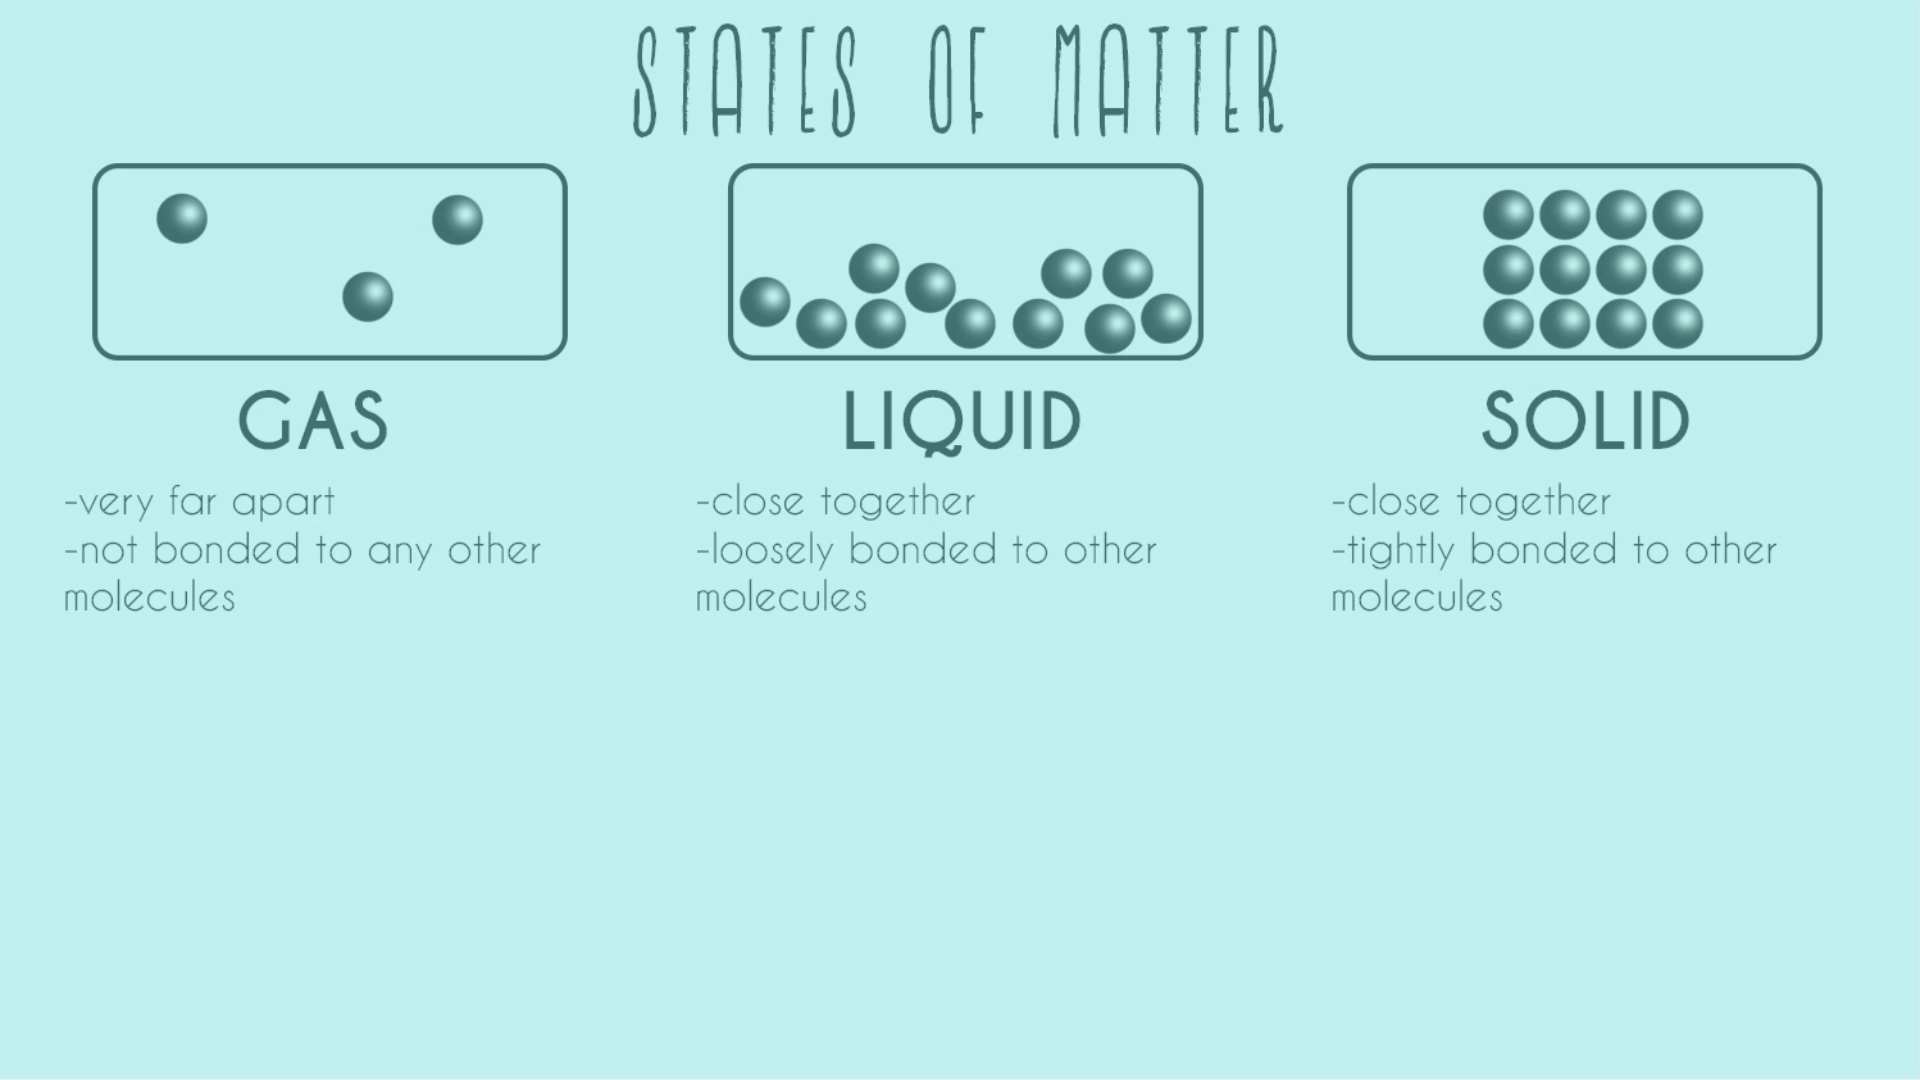 STATES OF MATTER
GAS
-very far apart
-not bonded to any other
molecules
LIQUID
-close together
-loosely bonded to other
molecules
SOLID
-close together
-tightly bonded to other
molecules